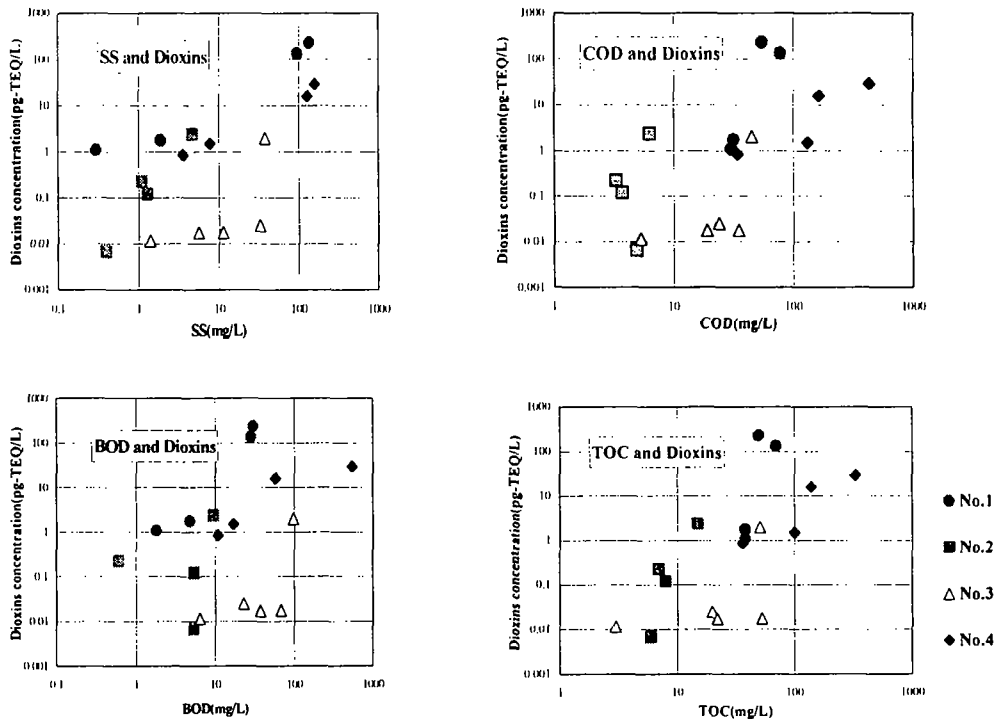 SS and Dioxins
Dioxins concentration(pg-TEQ/L)
1000
100
10
1
0.1
0.01
0.001
0.1
1
10
100
1000
SS(mg/L)
COD and Dioxins
Dioxins concentration(pg-TEQ/L)
1000
100
10
1
0.1
0.01
0.001
1
10
100
1000
COD(mg/L)
BOD and Dioxins
Dioxins concentration(pg-TEQ/L)
1000
100
10
1
0.1
0.01
0.001
0.1
1
10
100
1000
BOD(mg/L)
TOC and Dioxins
Dioxins concentration(pg-TEQ/L)
1000
100
10
1
0.1
0.01
0.001
1
10
100
1000
TOC(mg/L)
No.1
No.2
No.3
No.4